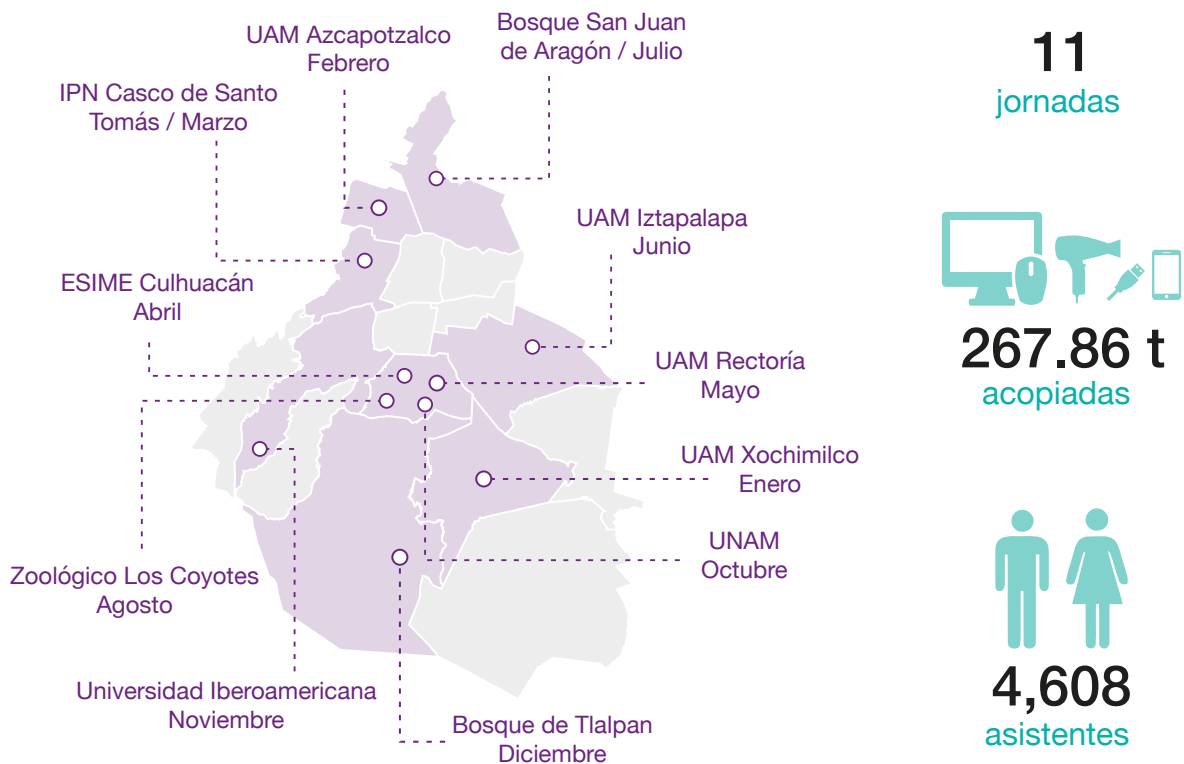 UAM Azcapotzalco
Febrero
Bosque San Juan
de Aragón / Julio
IPN Casco de Santo
Tomás / Marzo
UAM Iztapalapa
Junio
ESIME Culhuacán
Abril
UAM Rectoría
Mayo
UAM Xochimilco
Enero
UNAM
Octubre
Zoológico Los Coyotes
Agosto
Universidad Iberoamericana
Noviembre
Bosque de Tlalpan
Diciembre
11
jornadas
267.86 t
acopiadas
4,608
asistentes